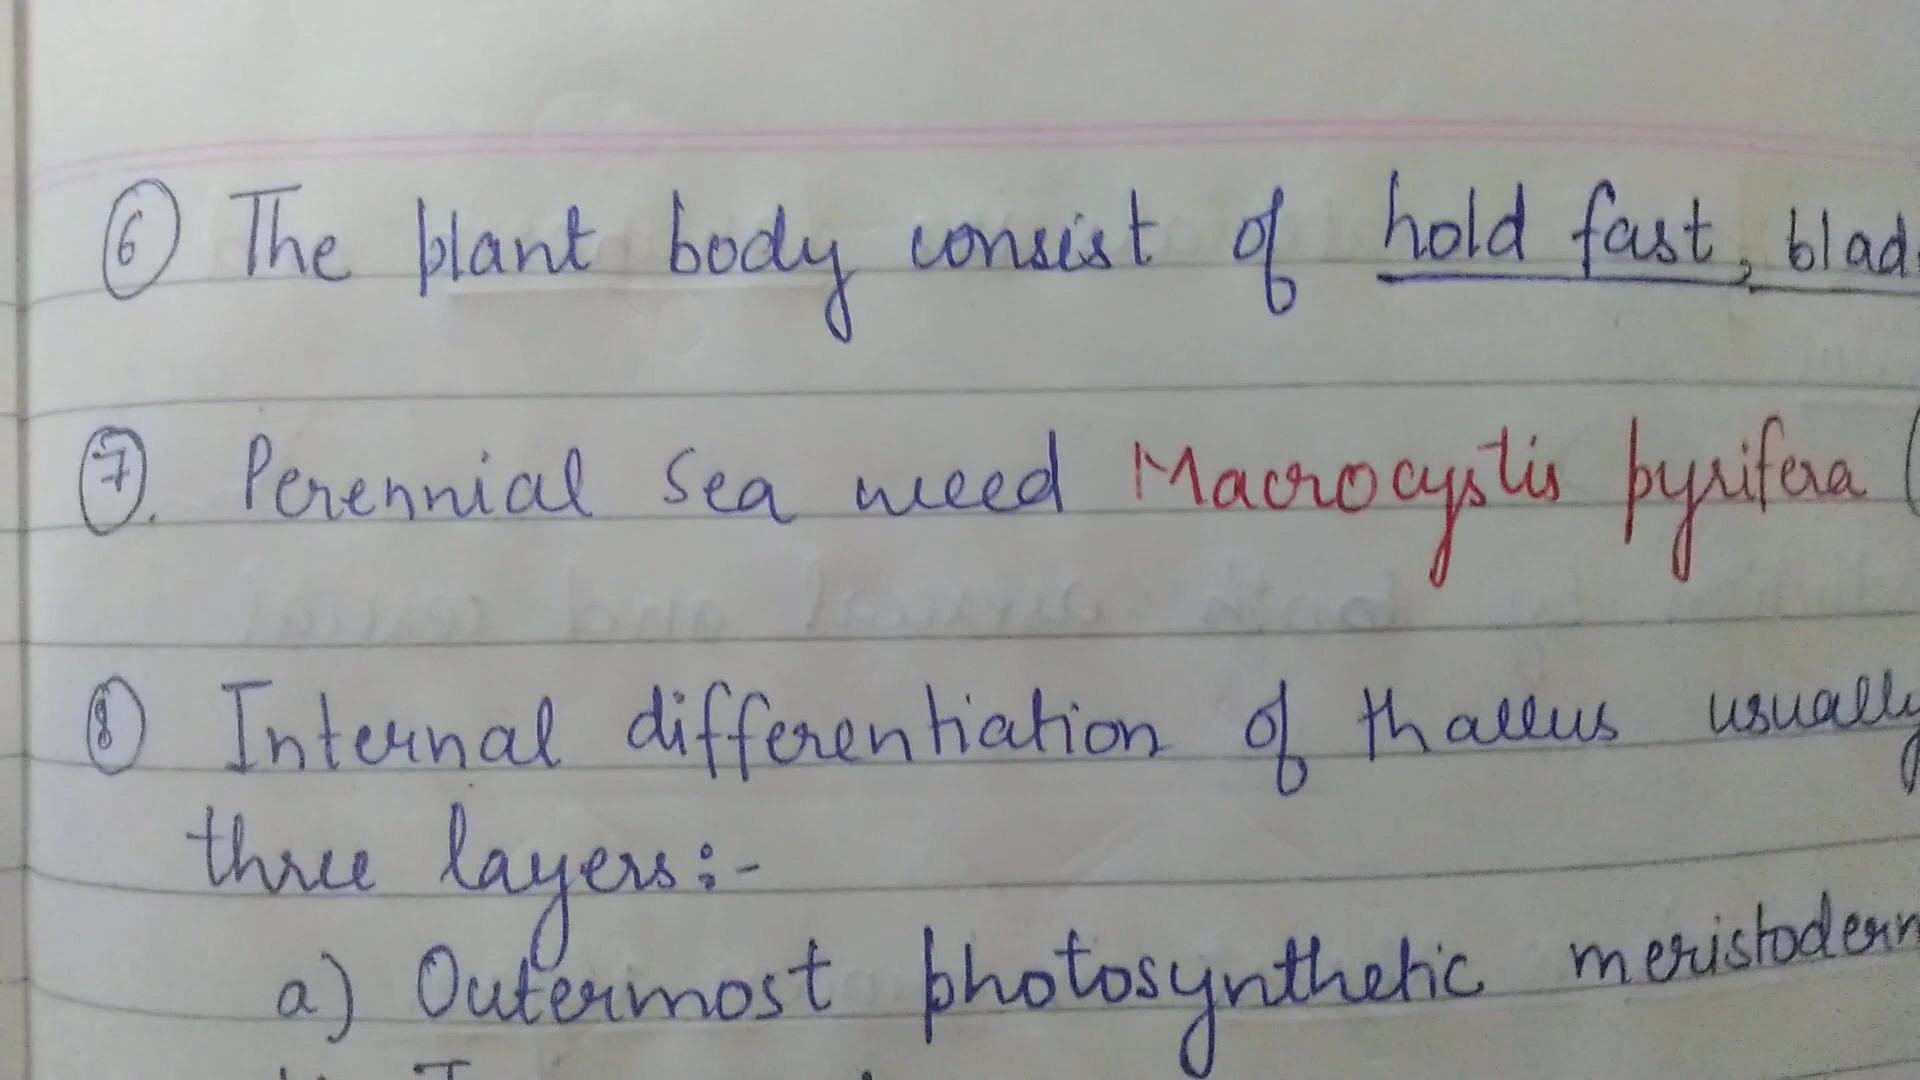 6 The plant body consist of hold fast, blad
7. Perennial Sea weed Macrocystis pyrifera (
8 Internal differentiation of thallus usually
three layers:-
a) Outermost photosynthetic meristoderm